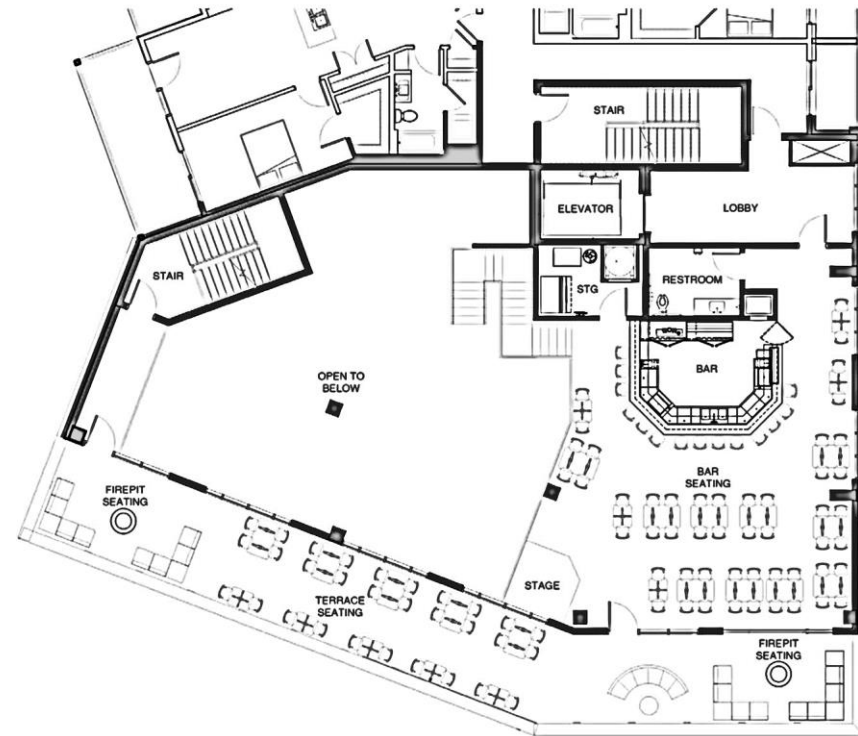 STAIR
ELEVATOR
LOBBY
STAIR
STG
RESTROOM
OPEN TO
BELOW
BAR
BAR
SEATING
FIREPIT
SEATING
STAGE
TERRACE
SEATING
FIREPIT
SEATING